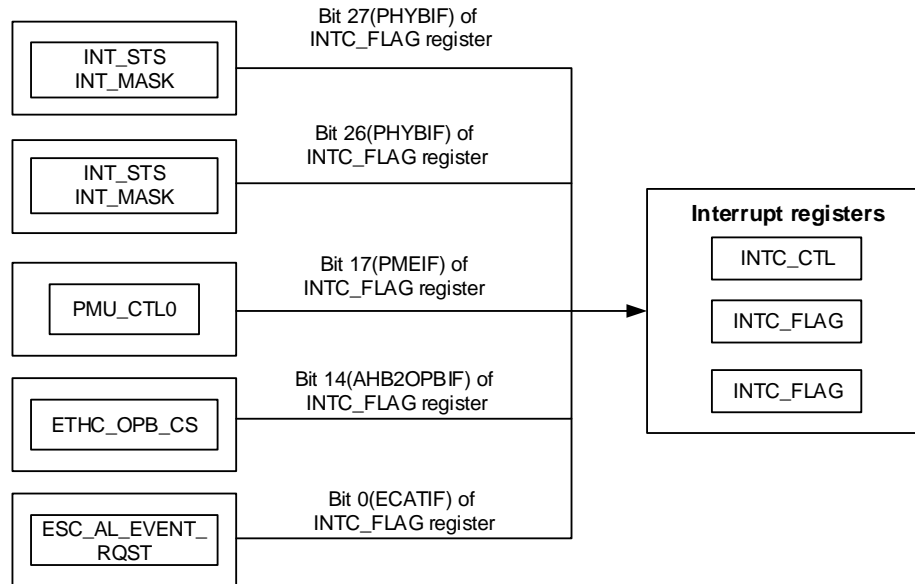 Bit 27(PHYBIF) of
INTC_FLAG register
INT_STS
INT_MASK
Bit 26(PHYBIF) of
INTC_FLAG register
INT_STS
INT_MASK
Bit 17(PMEIF) of
INTC_FLAG register
PMU_CTL0
Bit 14(AHB2OPBIF) of
INTC_FLAG register
ETHC_OPB_CS
Bit 0(ECATIF) of
INTC_FLAG register
ESC_AL_EVENT_
RQST
Interrupt registers
INTC_CTL
INTC_FLAG
INTC_FLAG